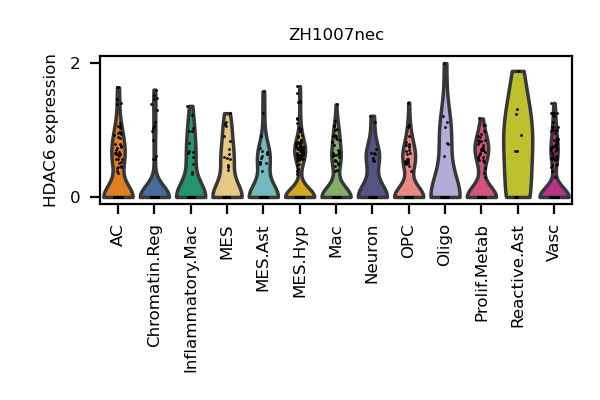 ZH1007nec
HDAC6 expression
2
0
AC
Chromatin.Reg
Inflammatory.Mac
MES
MES.Ast
MES.Hyp
Mac
Neuron
OPC
Oligo
Prolif.Metab
Reactive.Ast
Vasc